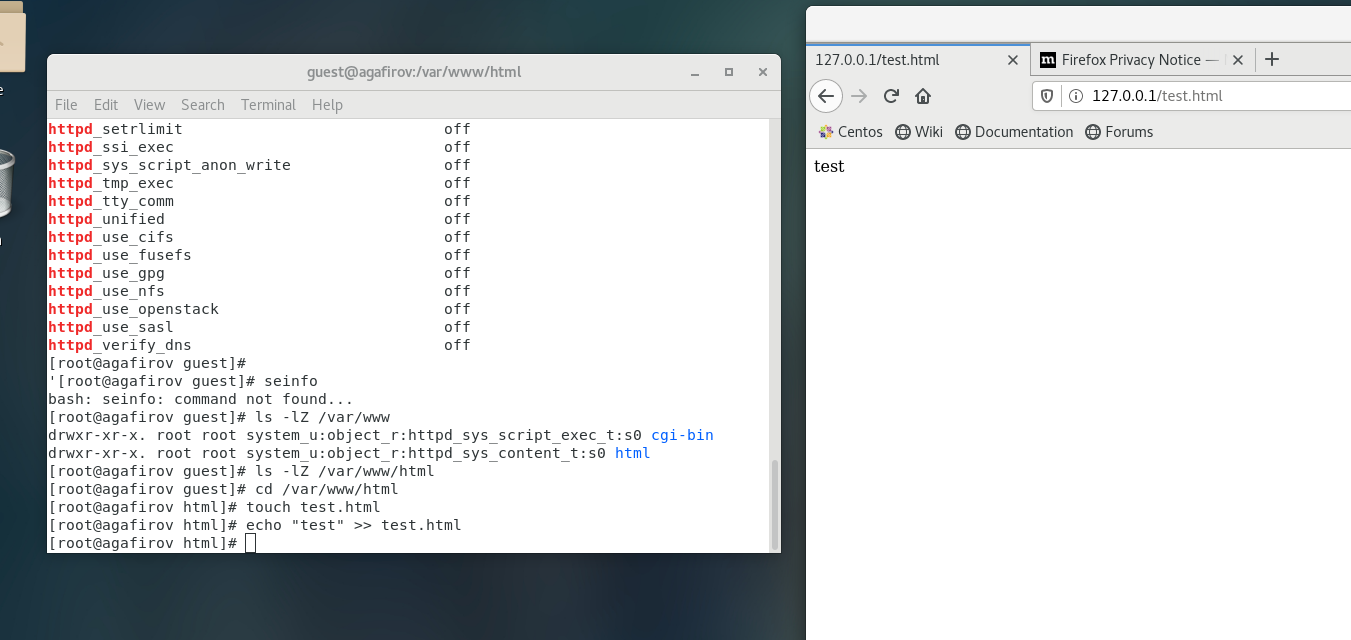 guest@agafirov:/var/www/html
File Edit View Search Terminal Help
httpd_setrlimit off
httpd_ssi_exec off
httpd_sys_script_anon_write off
httpd_tmp_exec off
httpd_tty_comm off
httpd_unified off
httpd_use_cifs off
httpd_use_fusefs off
httpd_use_gpg off
httpd_use_nfs off
httpd_use_openstack off
httpd_use_sasl off
httpd_verify_dns off
[root@agafirov guest]#
'[root@agafirov guest]# seinfo
bash: seinfo: command not found...
[root@agafirov guest]# ls -lZ /var/www
drwxr-xr-x. root root system_u:object_r:httpd_sys_script_exec_t:s0 cgi-bin
drwxr-xr-x. root root system_u:object_r:httpd_sys_content_t:s0 html
[root@agafirov guest]# ls -lZ /var/www/html
[root@agafirov guest]# cd /var/www/html
[root@agafirov html]# touch test.html
[root@agafirov html]# echo "test" >> test.html
[root@agafirov html]#
127.0.0.1/test.html
m Firefox Privacy Notice —
127.0.0.1/test.html
Centos Wiki Documentation Forums
test